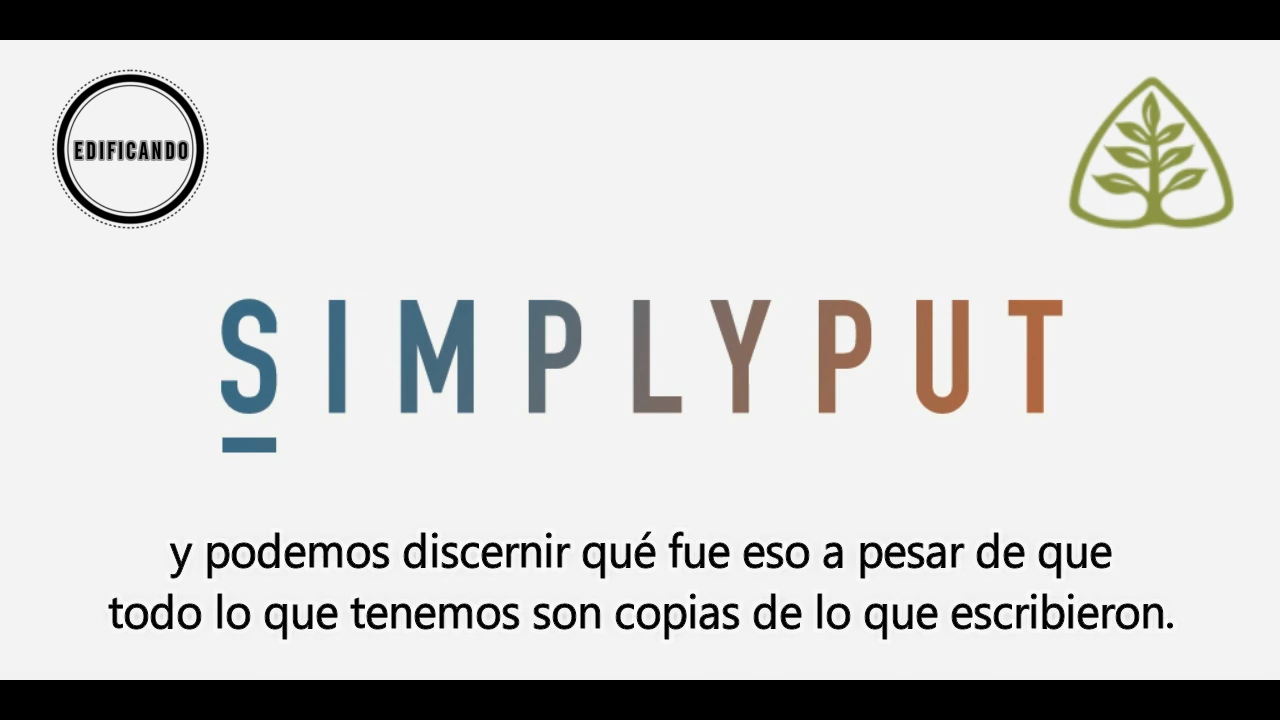 EDIFICANDO
SIMPLYPUT
y podemos discernir qué fue eso a pesar de que
todo lo que tenemos son copias de lo que escribieron.